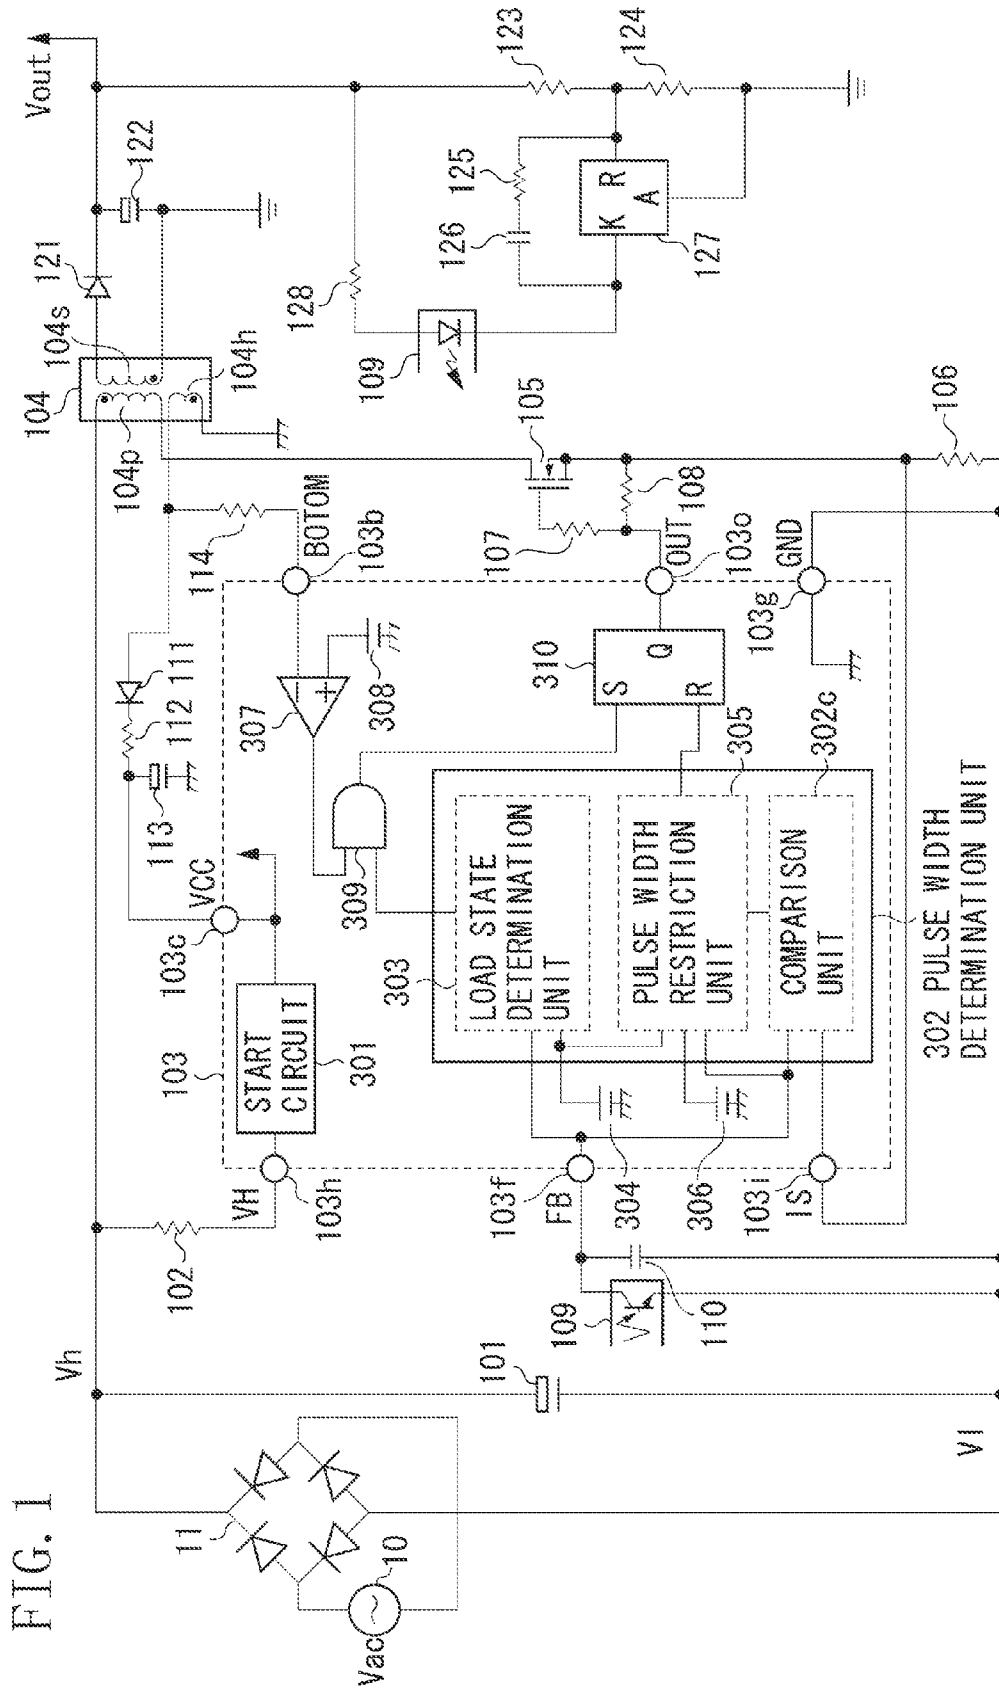 FIG. 1
Vac
10
11
Vh
Vl
101
102
VH
103h
103
START
CIRCUIT
301
103c
VCC
113
112
111
114
BOTOM
103b
104
104p
104s
104h
121
122
Vout
307
308
309
310
S
Q
R
OUT
103o
GND
103g
105
106
107
108
303
LOAD STATE
DETERMINATION
UNIT
PULSE WIDTH
RESTRICTION
UNIT
305
COMPARISON
UNIT
302c
302 PULSE WIDTH
DETERMINATION UNIT
304
306
103f
FB
103i
IS
109
110
109
128
123
124
125
126
127
K
R
A